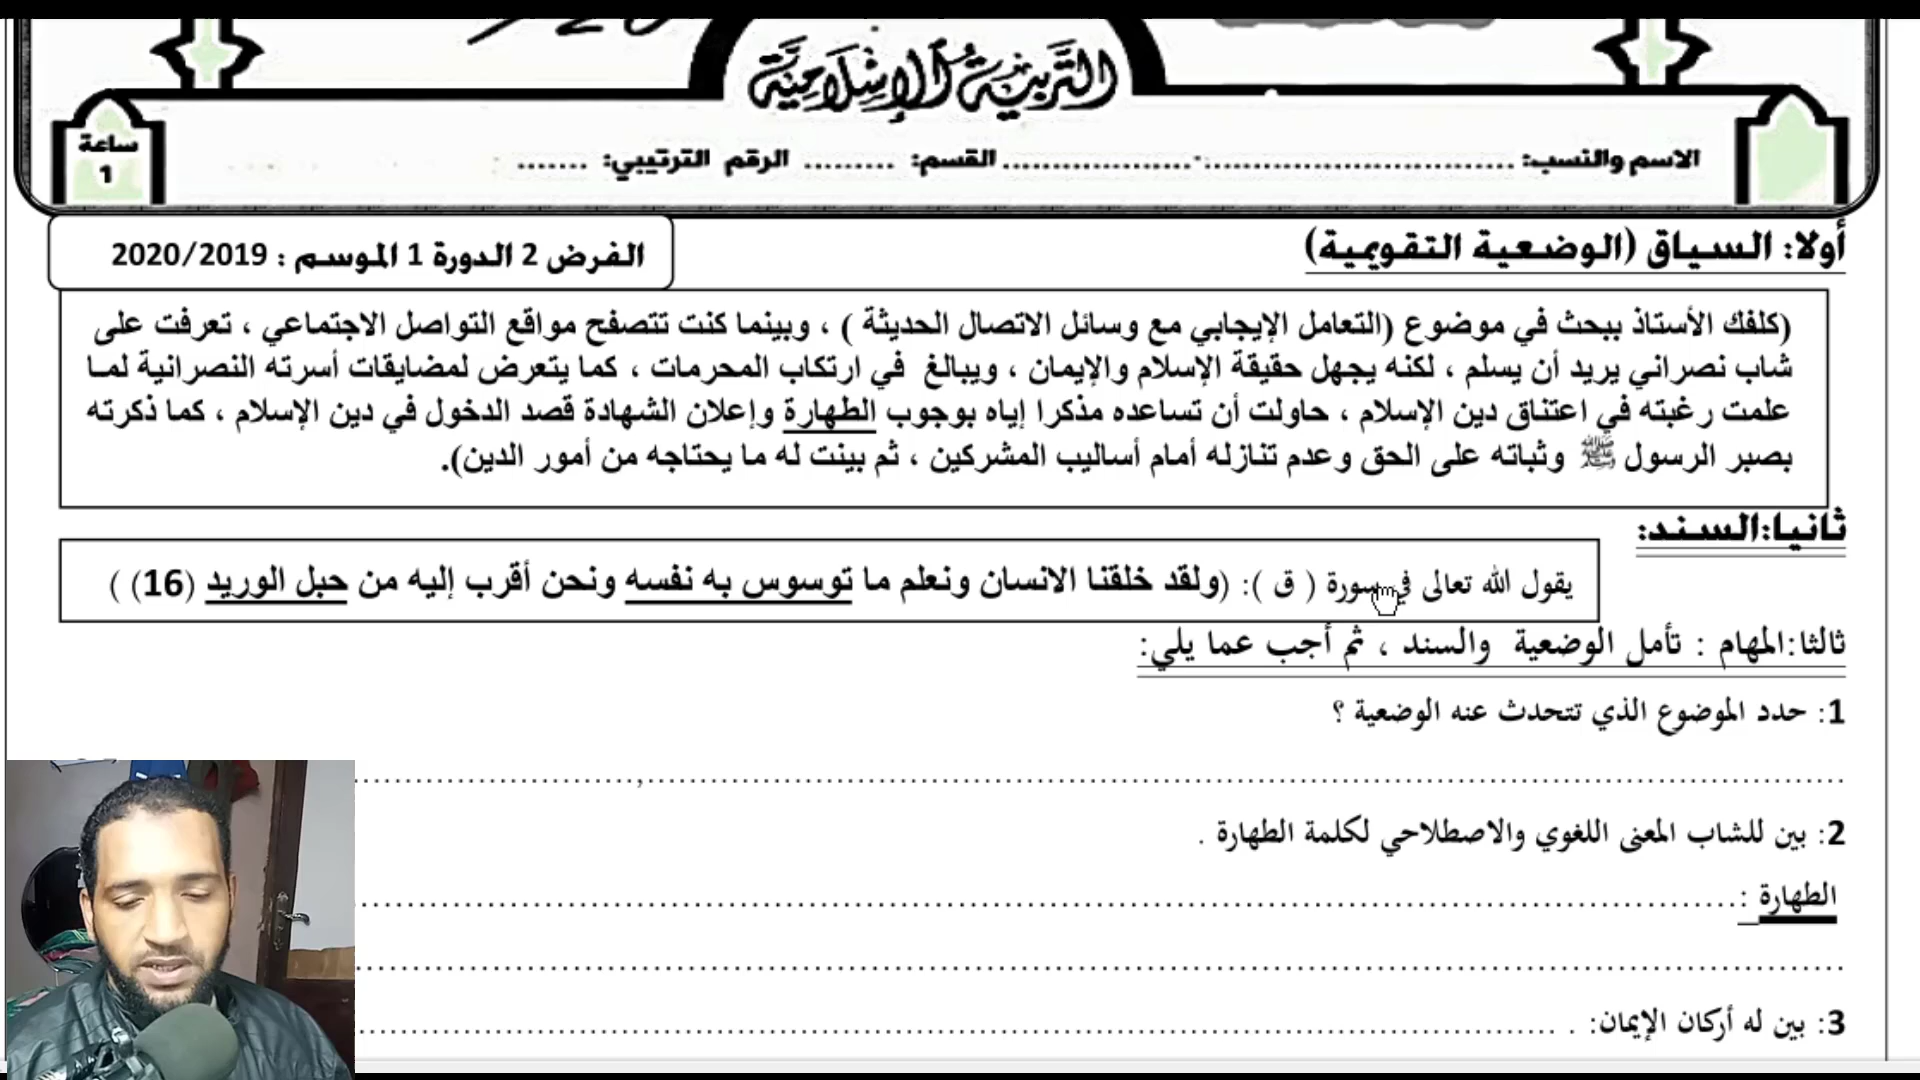 التربية الإسلامية
ساعة
1
الاسم والنسب: ........................................................ القسم: ......... الرقم الترتيبي: .......
أولا: السياق (الوضعية التقويمية)
الفرض 2 الدورة 1 الموسم : 2020/2019
(كلفك الأستاذ ببحث في موضوع (التعامل الإيجابي مع وسائل الاتصال الحديثة ) ، وبينما كنت تتصفح مواقع التواصل الاجتماعي ، تعرفت على
شاب نصراني يريد أن يسلم ، لكنه يجهل حقيقة الإسلام والإيمان ، ويبالغ في ارتكاب المحرمات ، كما يتعرض لمضايقات أسرته النصرانية لما
علمت رغبته في اعتناق دين الإسلام ، حاولت أن تساعده مذكرا إياه بوجوب الطهارة وإعلان الشهادة قصد الدخول في دين الإسلام ، كما ذكرته
بصبر الرسول ﷺ وثباته على الحق وعدم تنازله أمام أساليب المشركين ، ثم بينت له ما يحتاجه من أمور الدين).
ثانيا:السند:
يقول الله تعالى في سورة ( ق ): (ولقد خلقنا الانسان ونعلم ما توسوس به نفسه ونحن أقرب إليه من حبل الوريد (16) )
ثالثا:المهام : تأمل الوضعية والسند ، ثم أجب عما يلي:
1: حدد الموضوع الذي تتحدث عنه الوضعية ؟
2: بين للشاب المعنى اللغوي والاصطلاحي لكلمة الطهارة .
الطهارة :
3: بين له أركان الإيمان: .